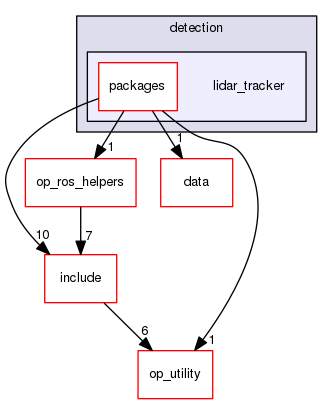 detection
packages
lidar_tracker
1
1
op_ros_helpers
data
10
7
include
6
1
op_utility